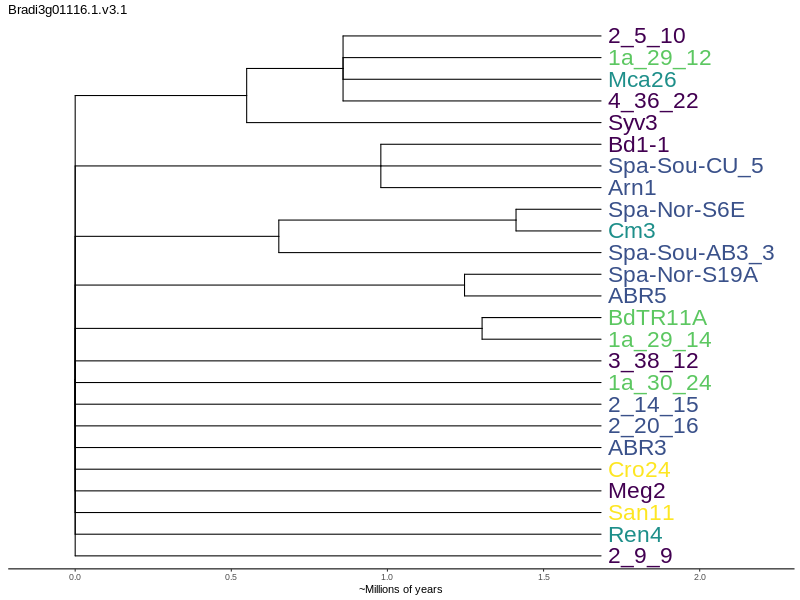 Bradi3g01116.1.v3.1
2_5_10
1a_29_12
Mca26
4_36_22
Syv3
Bd1-1
Spa-Sou-CU_5
Arn1
Spa-Nor-S6E
Cm3
Spa-Sou-AB3_3
Spa-Nor-S19A
ABR5
BdTR11A
1a_29_14
3_38_12
1a_30_24
2_14_15
2_20_16
ABR3
Cro24
Meg2
San11
Ren4
2_9_9
0.0 0.5 1.0 1.5 2.0
~Millions of years